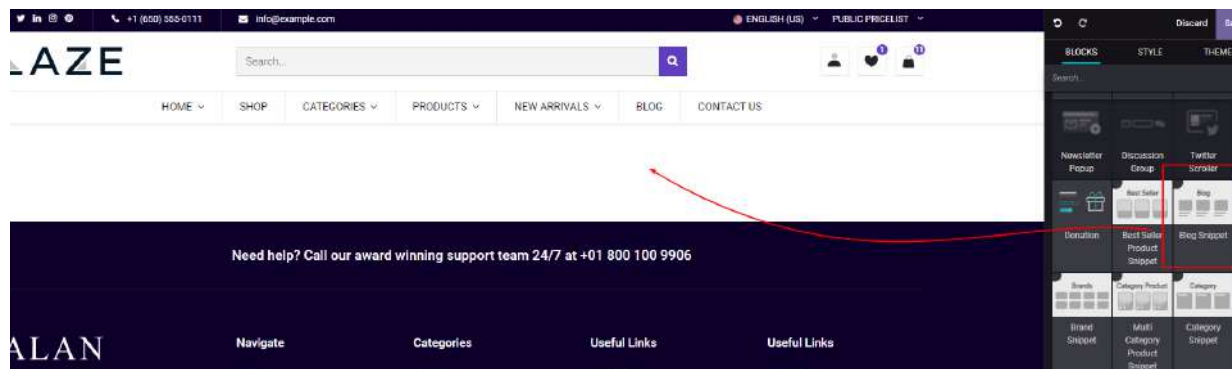 +1 (650) 555-0111 info@example.com ENGLISH (US) PUBLIC PRICELIST
Discard
LAZE
Search...
1
11
BLOCKS STYLE THEME
Search..
HOME SHOP CATEGORIES PRODUCTS NEW ARRIVALS BLOG CONTACT US
Newsletter Popup
Discussion Group
Twitter Scroller
Best Seller
Blog
Donation
Best Seller Product Snippet
Blog Snippet
Need help? Call our award winning support team 24/7 at +01 800 100 9906
Brands
Category Product
Category
Brand Snippet
Multi Category Product Snippet
Category Snippet
ALAN
Navigate Categories Useful Links Useful Links